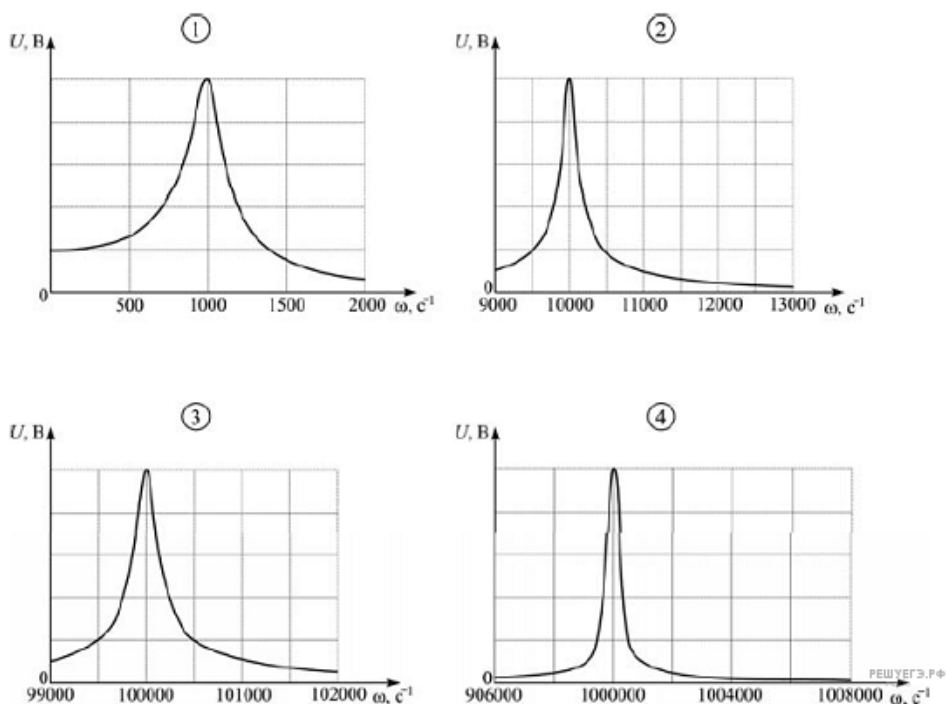 ①
U, В
0
500 1000 1500 2000 ω, с⁻¹
②
U, В
0
9000 10000 11000 12000 13000 ω, с⁻¹
③
U, В
0
99000 100000 101000 102000 ω, с⁻¹
④
U, В
0
906000 1000000 1004000 1008000 ω, с⁻¹
РЕШУЕГЭ.РФ